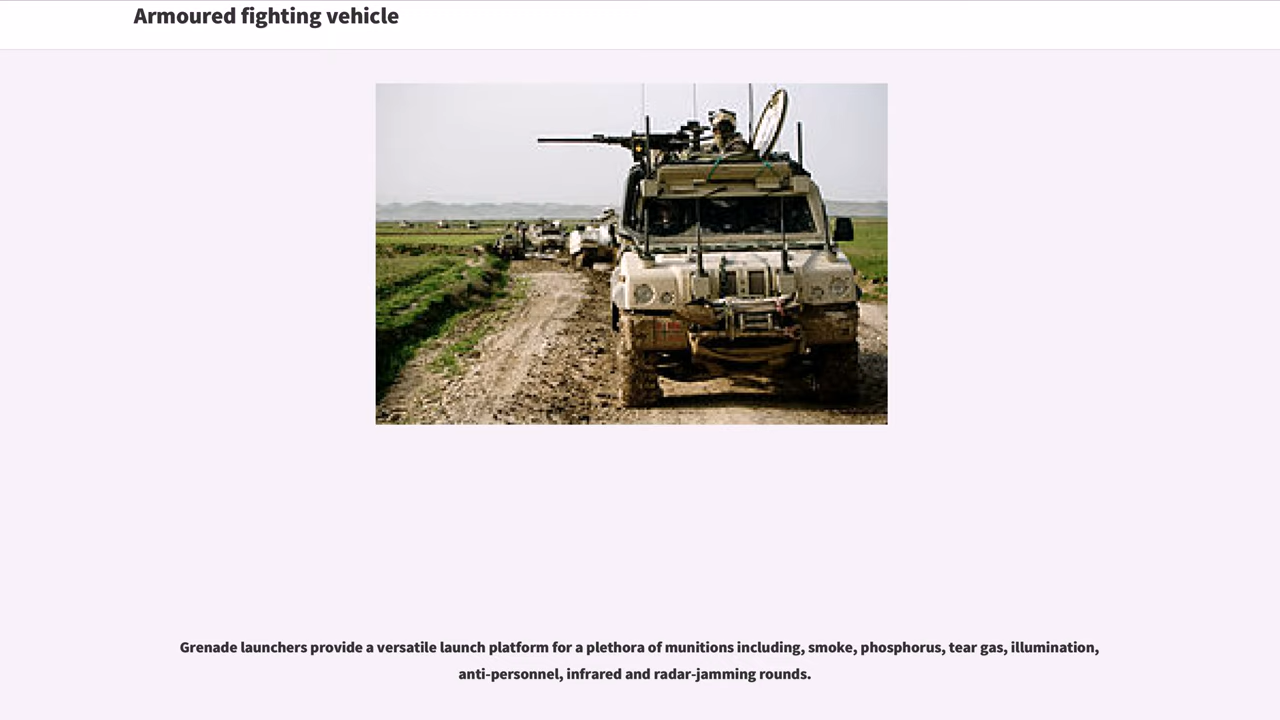 Armoured fighting vehicle
Grenade launchers provide a versatile launch platform for a plethora of munitions including, smoke, phosphorus, tear gas, illumination,
anti-personnel, infrared and radar-jamming rounds.